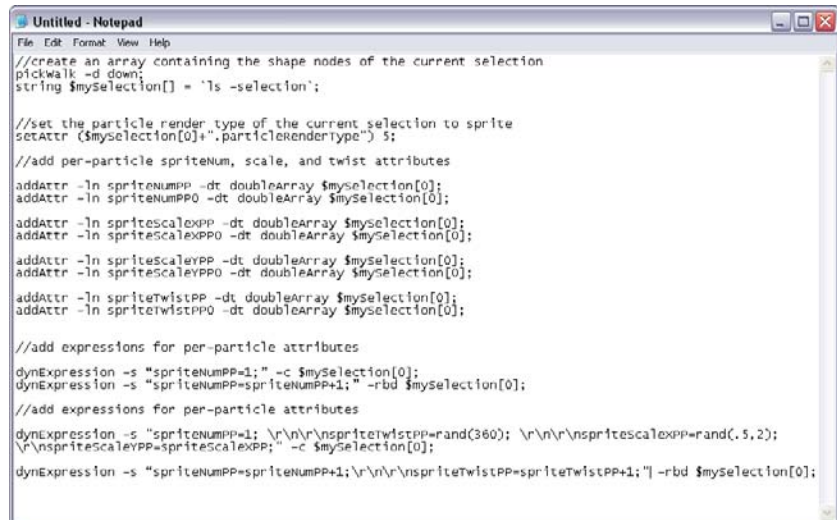 Untitled - Notepad
File Edit Format View Help
//create an array containing the shape nodes of the current selection
pickWalk -d down;
string $mySelection[] = `ls -selection`;
//set the particle render type of the current selection to sprite
setAttr ($mySelection[0]+".particleRenderType") 5;
//add per-particle spriteNum, scale, and twist attributes
addAttr -ln spriteNumPP -dt doubleArray $mySelection[0];
addAttr -ln spriteNumPP0 -dt doubleArray $mySelection[0];
addAttr -ln spriteScaleXPP -dt doubleArray $mySelection[0];
addAttr -ln spriteScaleXPP0 -dt doubleArray $mySelection[0];
addAttr -ln spriteScaleYPP -dt doubleArray $mySelection[0];
addAttr -ln spriteScaleYPP0 -dt doubleArray $mySelection[0];
addAttr -ln spriteTwistPP -dt doubleArray $mySelection[0];
addAttr -ln spriteTwistPP0 -dt doubleArray $mySelection[0];
//add expressions for per-particle attributes
dynExpression -s "spriteNumPP=1;" -c $mySelection[0];
dynExpression -s "spriteNumPP=spriteNumPP+1;" -rbd $mySelection[0];
//add expressions for per-particle attributes
dynExpression -s "spriteNumPP=1; \r\n\r\nspriteTwistPP=rand(360); \r\n\r\nspriteScaleXPP=rand(.5,2);
\r\nspriteScaleYPP=spriteScaleXPP;" -c $mySelection[0];
dynExpression -s "spriteNumPP=spriteNumPP+1;\r\n\r\nspriteTwistPP=spriteTwistPP+1;" -rbd $mySelection[0];